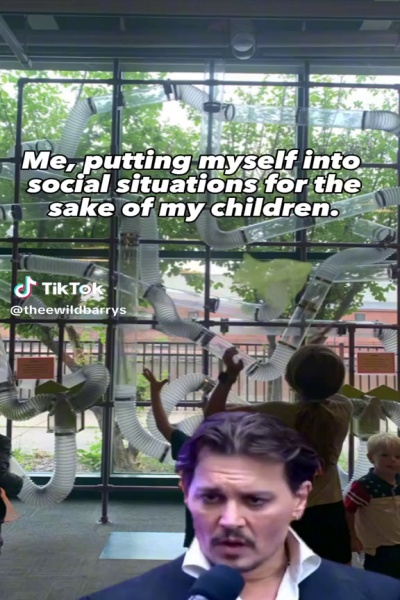 Me, putting myself into
social situations for the
sake of my children.
TikTok
@theewildbarrys